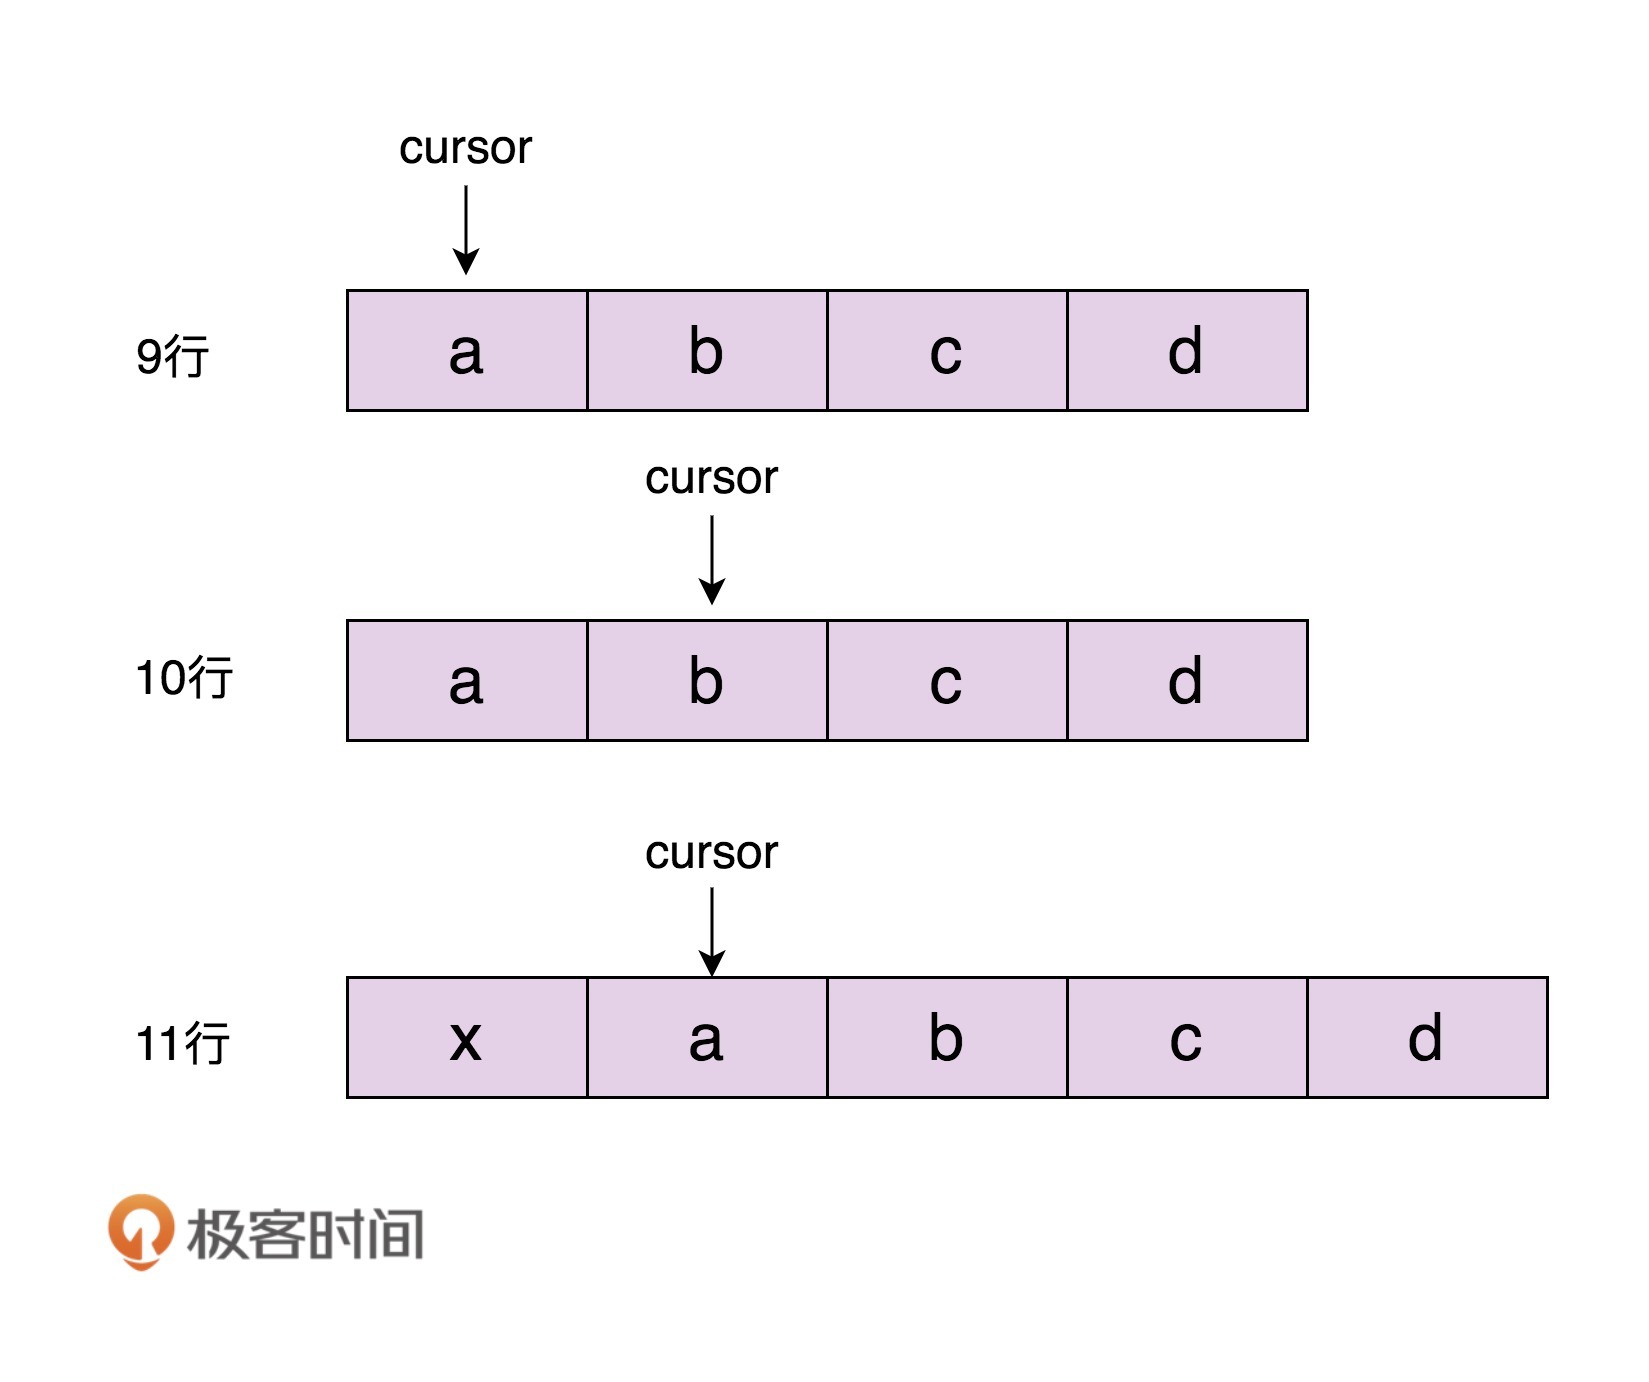 cursor
9行 a b c d
cursor
10行 a b c d
cursor
11行 x a b c d
极客时间